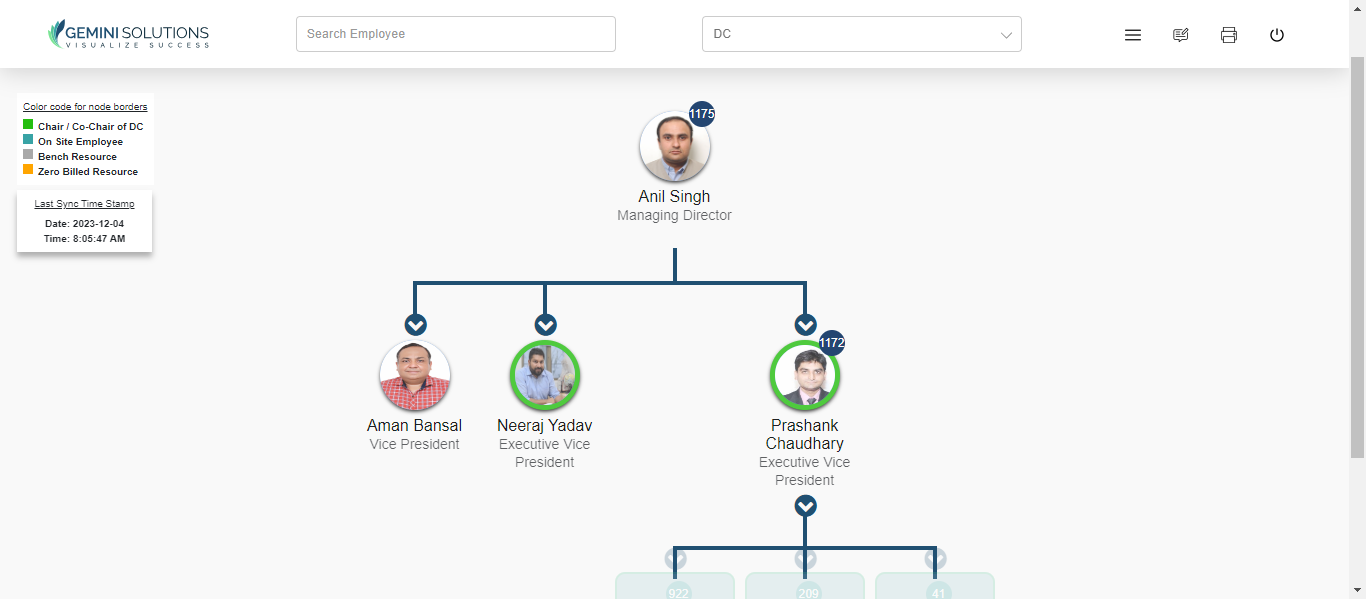 GEMINI SOLUTIONS
VISUALIZE SUCCESS
Search Employee
DC
Color code for node borders
Chair / Co-Chair of DC
On Site Employee
Bench Resource
Zero Billed Resource
Last Sync Time Stamp
Date: 2023-12-04
Time: 8:05:47 AM
1175
Anil Singh
Managing Director
Aman Bansal
Vice President
Neeraj Yadav
Executive Vice
President
1172
Prashank
Chaudhary
Executive Vice
President
922
209
41